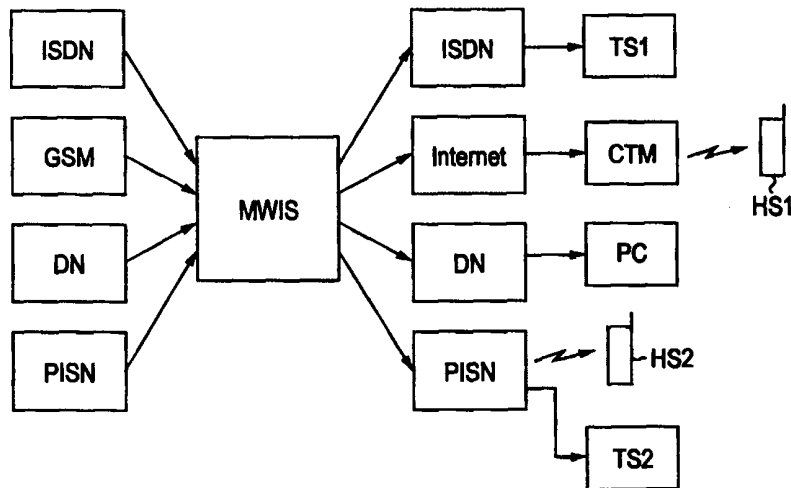 ISDN
ISDN
TS1
GSM
Internet
CTM
HS1
MWIS
DN
DN
PC
PISN
PISN
HS2
TS2